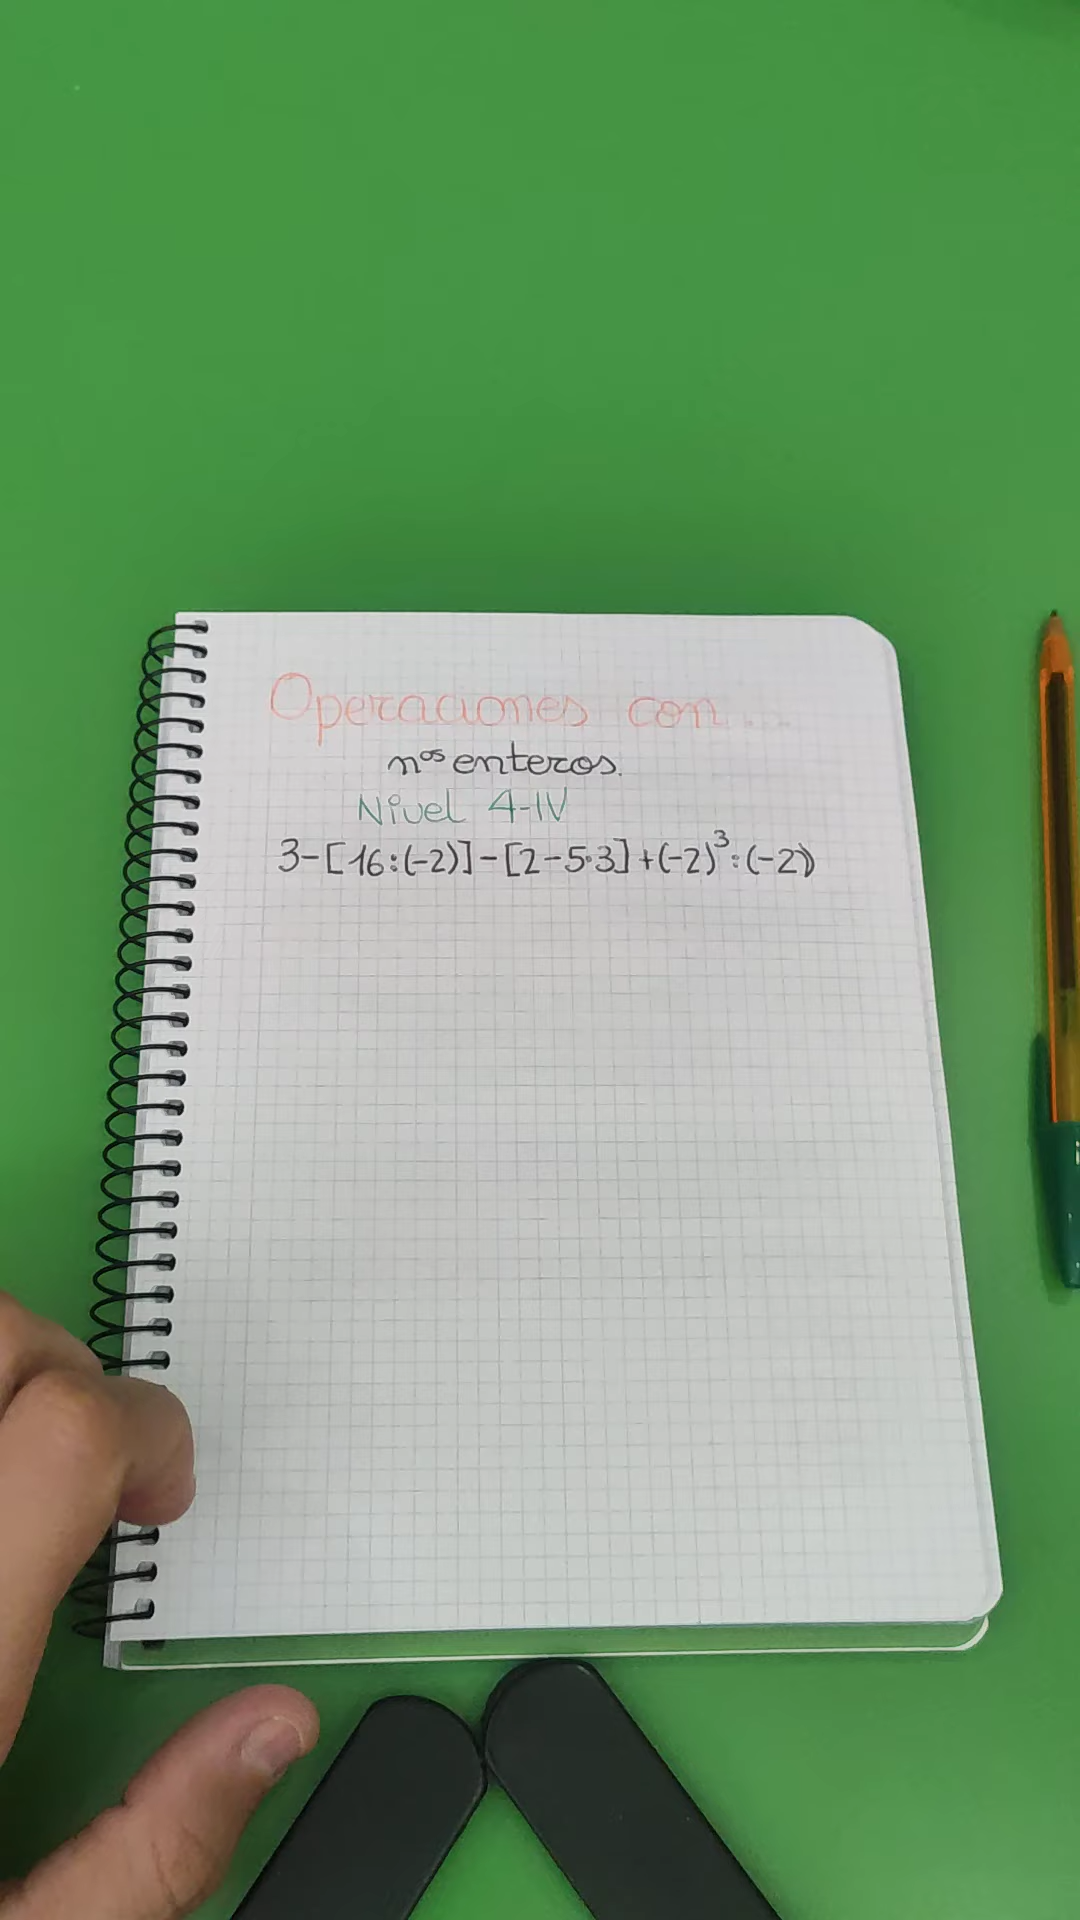 Operaciones con...
nºs enteros.
Nivel 4-IV
3-[16:(-2)]-[2-5·3]+(-2)³:(-2)